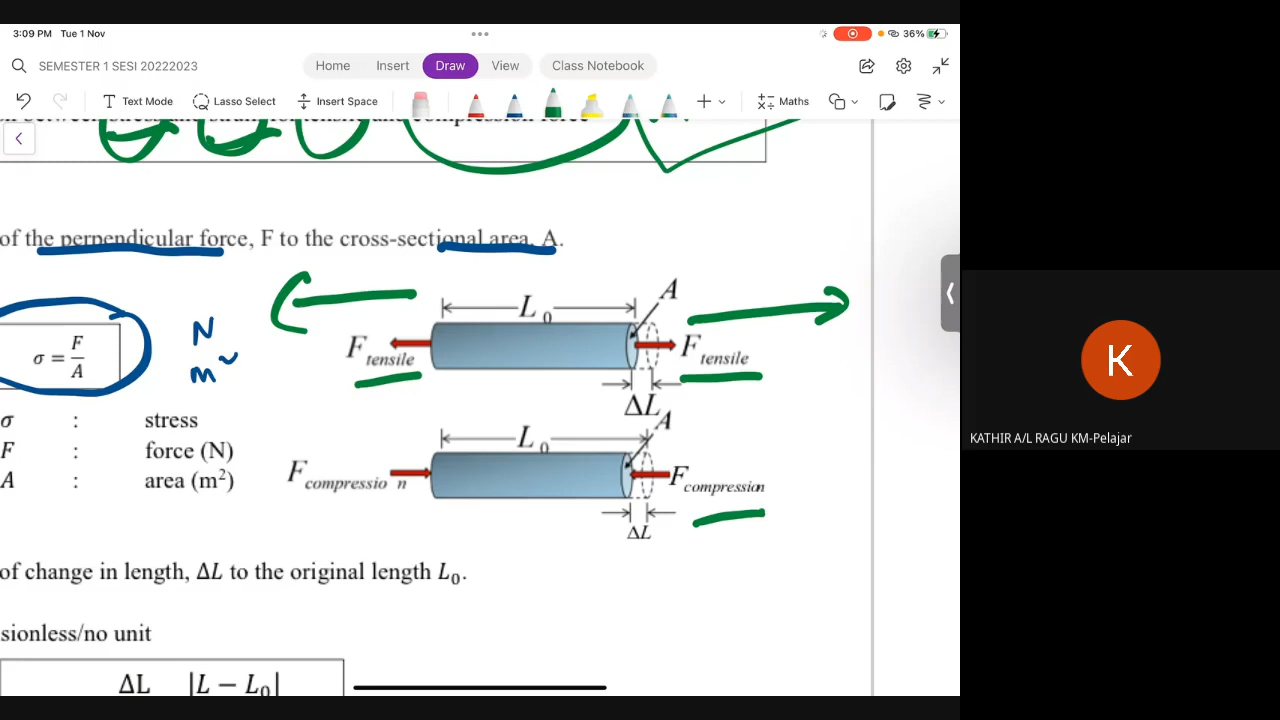 3:09 PM Tue 1 Nov
36%
SEMESTER 1 SESI 20222023
Home Insert Draw View Class Notebook
Text Mode Lasso Select Insert Space Maths
compression force
of the perpendicular force, F to the cross-sectional area, A.
L0 A
Ftensile Ftensile
σ = F/A
N
m²
ΔL
σ : stress
F : force (N)
A : area (m²)
L0 A
Fcompressio n Fcompression
ΔL
of change in length, ΔL to the original length L₀.
sionless/no unit
ΔL |L − L₀|
K
KATHIR A/L RAGU KM-Pelajar